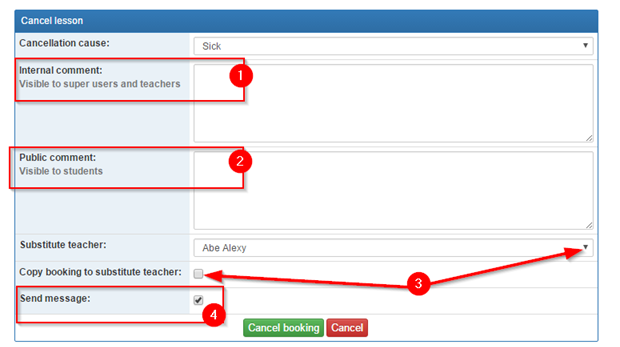 Cancel lesson
Cancellation cause: Sick
Internal comment:
Visible to super users and teachers
1
Public comment:
Visible to students
2
Substitute teacher: Abe Alexy
Copy booking to substitute teacher:
3
Send message:
4
Cancel booking Cancel